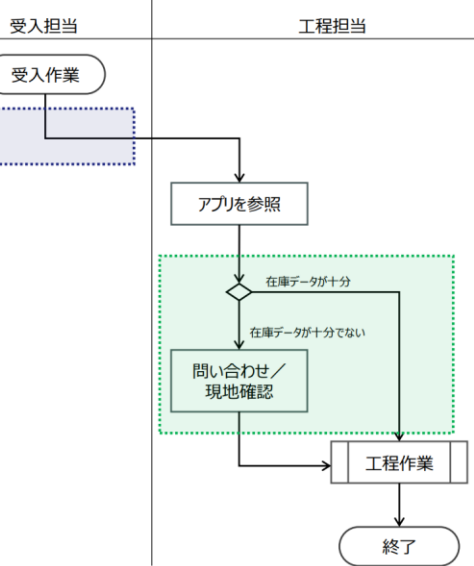 受入担当
工程担当
受入作業
アプリを参照
在庫データが十分
在庫データが十分でない
問い合わせ／
現地確認
工程作業
終了